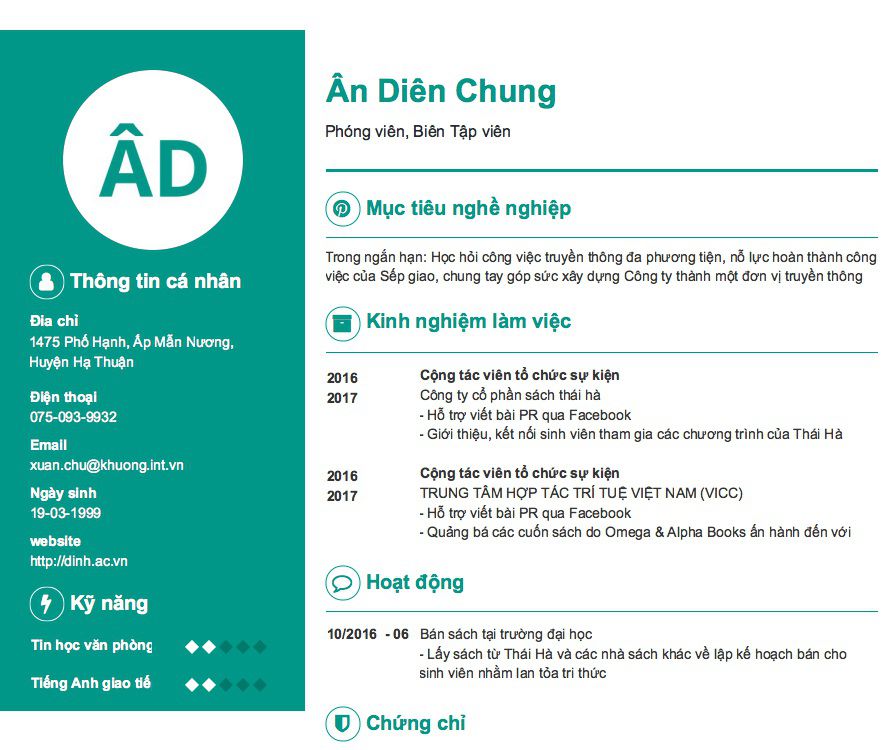 ÂD
Thông tin cá nhân
Địa chỉ
1475 Phố Hạnh, Ấp Mẫn Nương,
Huyện Hạ Thuận
Điện thoại
075-093-9932
Email
xuan.chu@khuong.int.vn
Ngày sinh
19-03-1999
website
http://dinh.ac.vn
Kỹ năng
Tin học văn phòng
Tiếng Anh giao tiế
Ân Diên Chung
Phóng viên, Biên Tập viên
Mục tiêu nghề nghiệp
Trong ngắn hạn: Học hỏi công việc truyền thông đa phương tiện, nỗ lực hoàn thành công
việc của Sếp giao, chung tay góp sức xây dựng Công ty thành một đơn vị truyền thông
Kinh nghiệm làm việc
2016 Cộng tác viên tổ chức sự kiện
2017 Công ty cổ phần sách thái hà
- Hỗ trợ viết bài PR qua Facebook
- Giới thiệu, kết nối sinh viên tham gia các chương trình của Thái Hà
2016 Cộng tác viên tổ chức sự kiện
2017 TRUNG TÂM HỢP TÁC TRÍ TUỆ VIỆT NAM (VICC)
- Hỗ trợ viết bài PR qua Facebook
- Quảng bá các cuốn sách do Omega & Alpha Books ấn hành đến với
Hoạt động
10/2016 - 06 Bán sách tại trường đại học
- Lấy sách từ Thái Hà và các nhà sách khác về lập kế hoạch bán cho
sinh viên nhằm lan tỏa tri thức
Chứng chỉ